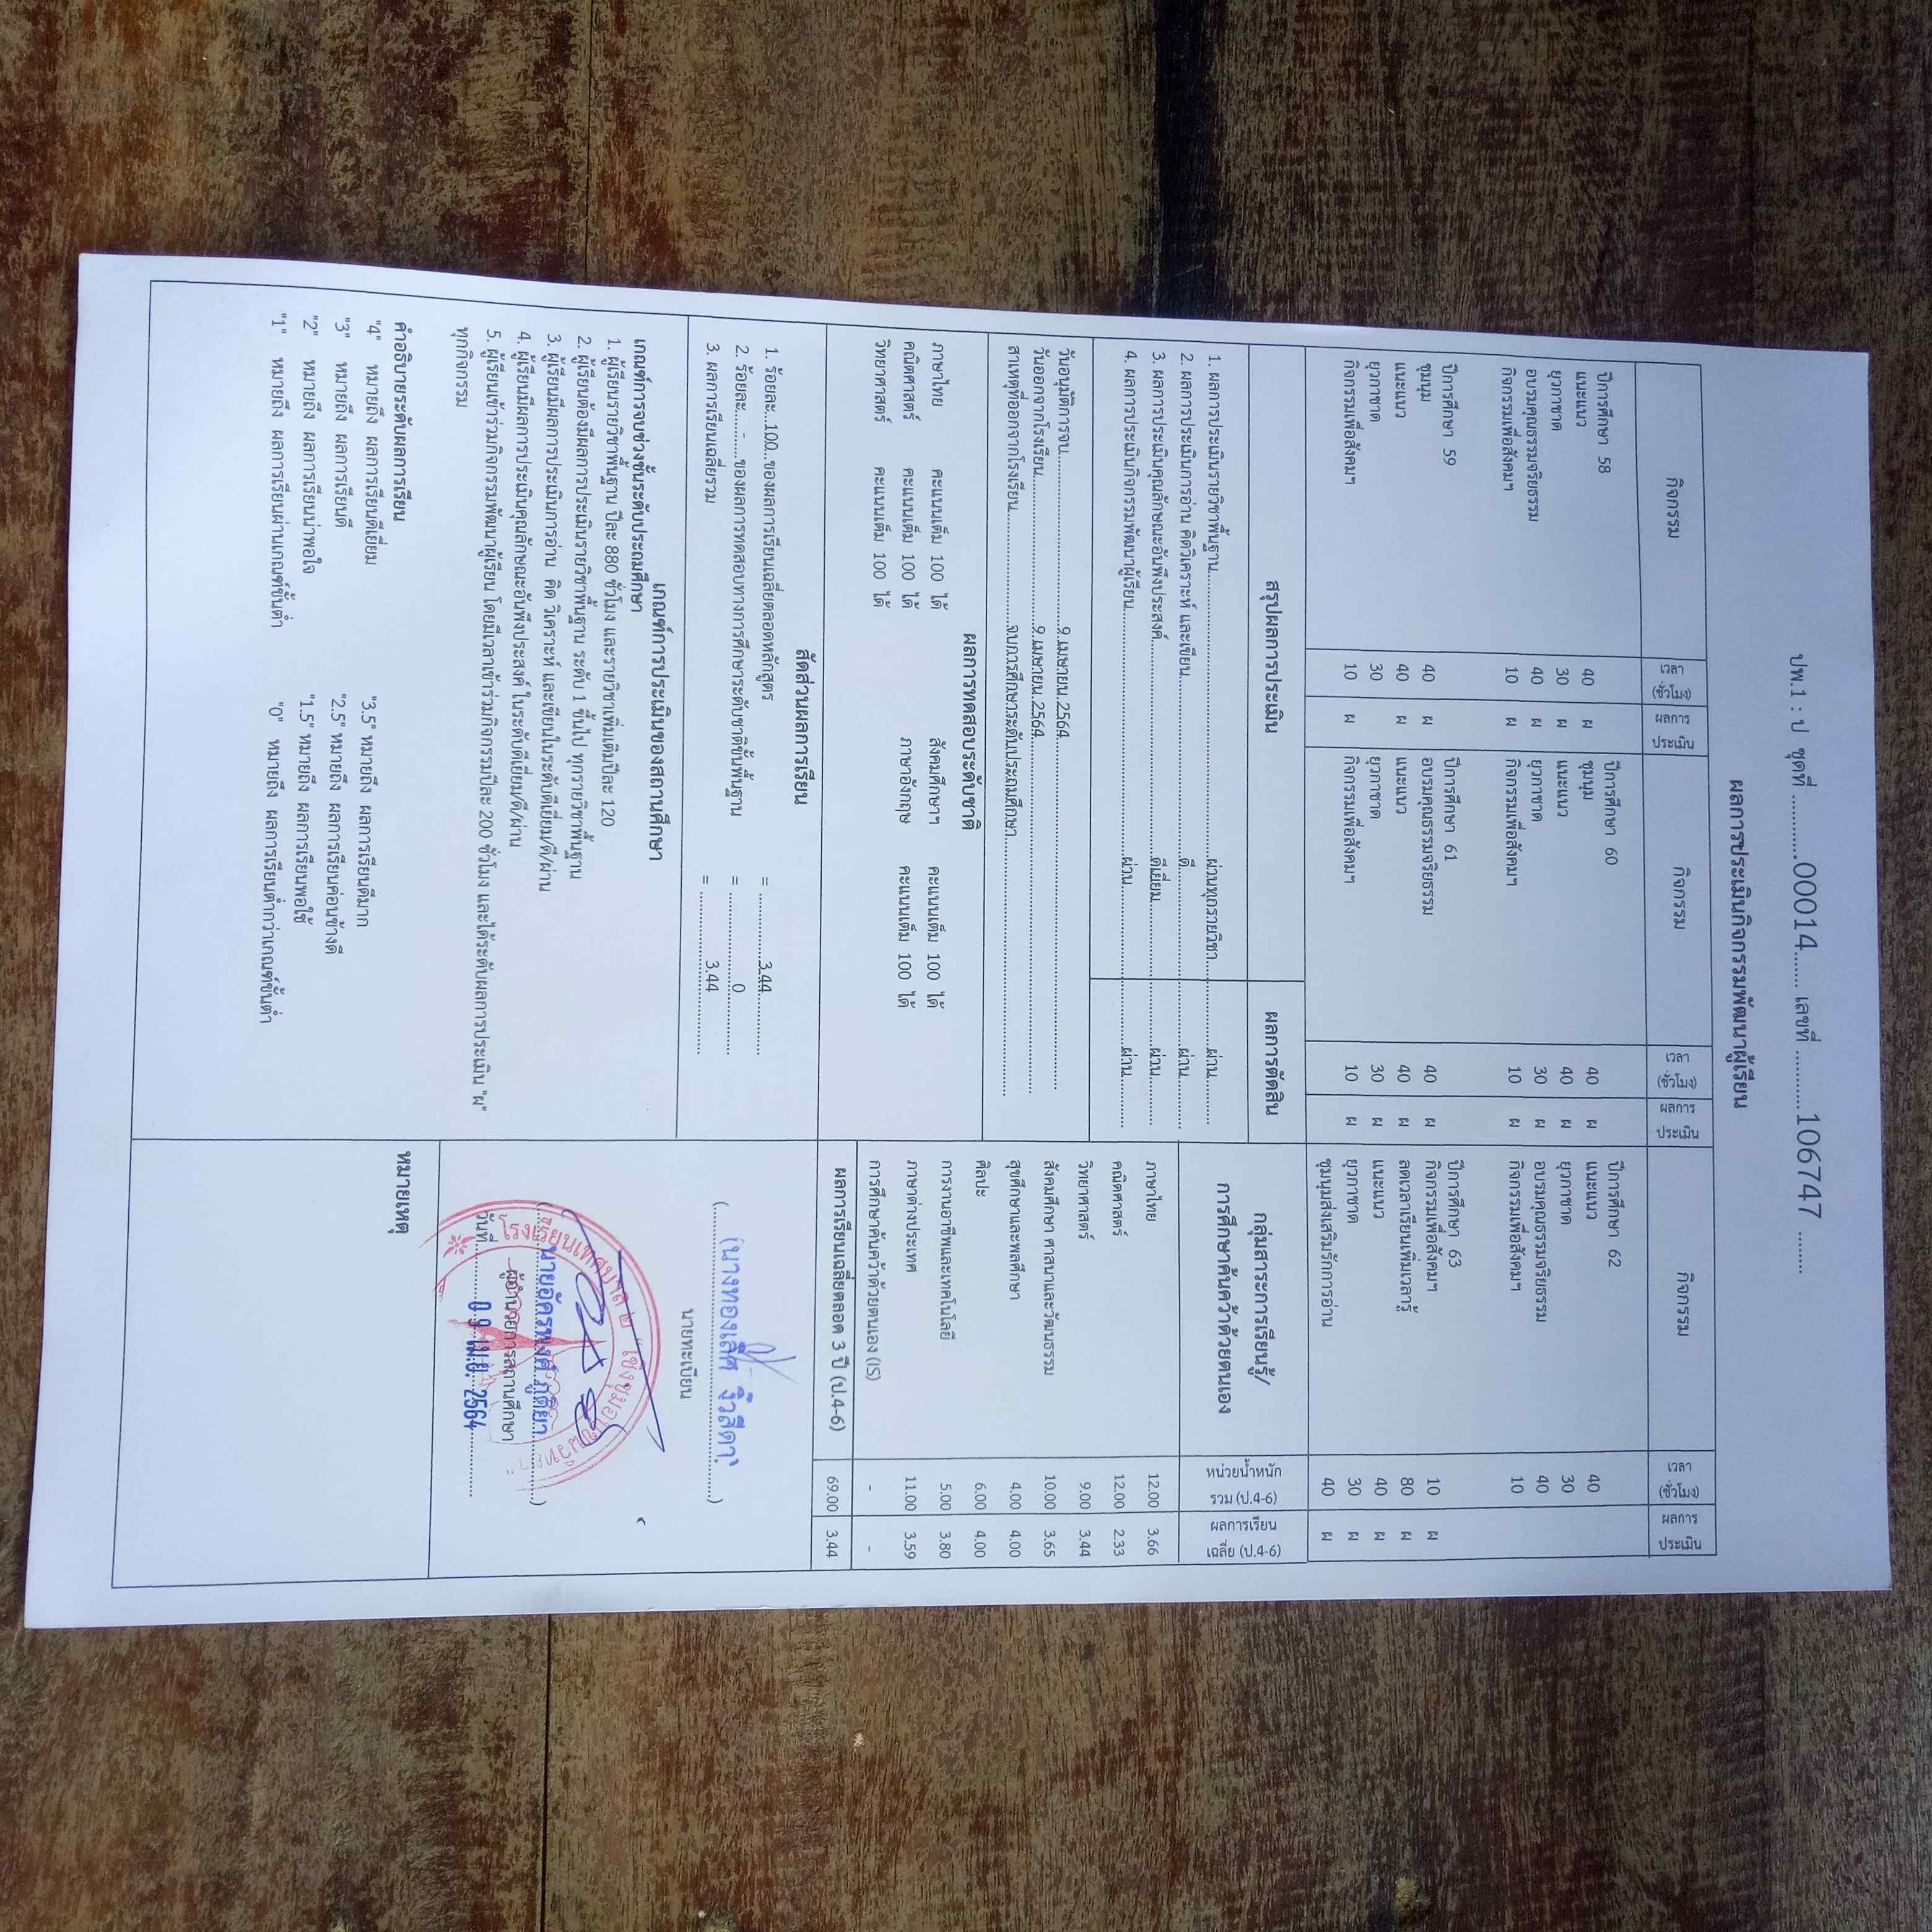 ปพ.1 : ป ชุดที่ ..........00014...... เลขที่ ..........106747 ........
ผลการประเมินกิจกรรมพัฒนาผู้เรียน
กิจกรรม เวลา (ชั่วโมง) ผลการประเมิน กิจกรรม เวลา (ชั่วโมง) ผลการประเมิน กิจกรรม เวลา (ชั่วโมง) ผลการประเมิน
ปีการศึกษา 58
แนะแนว 40 ผ
ยุวกาชาด 30 ผ
อบรมคุณธรรมจริยธรรม 40 ผ
กิจกรรมเพื่อสังคมฯ 10 ผ
ปีการศึกษา 59
ชุมนุม 40 ผ
แนะแนว 40 ผ
ยุวกาชาด 30
กิจกรรมเพื่อสังคมฯ 10 ผ
ปีการศึกษา 60
ชุมนุม 40 ผ
แนะแนว 40 ผ
ยุวกาชาด 30 ผ
กิจกรรมเพื่อสังคมฯ 10 ผ
ปีการศึกษา 61
อบรมคุณธรรมจริยธรรม 40 ผ
แนะแนว 40 ผ
ยุวกาชาด 30 ผ
กิจกรรมเพื่อสังคมฯ 10 ผ
ปีการศึกษา 62
แนะแนว 40
ยุวกาชาด 30
อบรมคุณธรรมจริยธรรม 40
กิจกรรมเพื่อสังคมฯ 10
ปีการศึกษา 63
กิจกรรมเพื่อสังคมฯ 10 ผ
ลดเวลาเรียนเพิ่มเวลารู้ 80 ผ
แนะแนว 40 ผ
ยุวกาชาด 30 ผ
ชุมนุมส่งเสริมรักการอ่าน 40 ผ
สรุปผลการประเมิน ผลการตัดสิน
1. ผลการประเมินรายวิชาพื้นฐาน..........ผ่านทุกรายวิชา..........ผ่าน..........
2. ผลการประเมินการอ่าน คิดวิเคราะห์ และเขียน..........ดี..........ผ่าน..........
3. ผลการประเมินคุณลักษณะอันพึงประสงค์..........ดีเยี่ยม..........ผ่าน..........
4. ผลการประเมินกิจกรรมพัฒนาผู้เรียน..........ผ่าน..........ผ่าน..........
วันอนุมัติการจบ..........9 เมษายน 2564..........
วันออกจากโรงเรียน..........9 เมษายน 2564..........
สาเหตุที่ออกจากโรงเรียน..........จบการศึกษาระดับประถมศึกษา..........
ผลการทดสอบระดับชาติ
ภาษาไทย คะแนนเต็ม 100 ได้ สังคมศึกษาฯ คะแนนเต็ม 100 ได้
คณิตศาสตร์ คะแนนเต็ม 100 ได้ ภาษาอังกฤษ คะแนนเต็ม 100 ได้
วิทยาศาสตร์ คะแนนเต็ม 100 ได้
สัดส่วนผลการเรียน
1. ร้อยละ...100...ของผลการเรียนเฉลี่ยตลอดหลักสูตร = ..........3.44..........
2. ร้อยละ.....-.....ของผลการทดสอบทางการศึกษาระดับชาติขั้นพื้นฐาน = ..........0..........
3. ผลการเรียนเฉลี่ยรวม = ..........3.44..........
เกณฑ์การประเมินของสถานศึกษา
เกณฑ์การจบช่วงชั้นระดับประถมศึกษา
1. ผู้เรียนรายวิชาพื้นฐาน ปีละ 880 ชั่วโมง และรายวิชาเพิ่มเติมปีละ 120
2. ผู้เรียนต้องมีผลการประเมินรายวิชาพื้นฐาน ระดับ 1 ขึ้นไป ทุกรายวิชาพื้นฐาน
3. ผู้เรียนมีผลการประเมินการอ่าน คิด วิเคราะห์ และเขียนในระดับดีเยี่ยม/ดี/ผ่าน
4. ผู้เรียนมีผลการประเมินคุณลักษณะอันพึงประสงค์ ในระดับดีเยี่ยม/ดี/ผ่าน
5. ผู้เรียนเข้าร่วมกิจกรรมพัฒนาผู้เรียน โดยมีเวลาเข้าร่วมกิจกรรมปีละ 200 ชั่วโมง และได้ระดับผลการประเมิน "ผ"
ทุกกิจกรรม
คำอธิบายระดับผลการเรียน
"4" หมายถึง ผลการเรียนดีเยี่ยม "3.5" หมายถึง ผลการเรียนดีมาก
"3" หมายถึง ผลการเรียนดี "2.5" หมายถึง ผลการเรียนค่อนข้างดี
"2" หมายถึง ผลการเรียนน่าพอใจ "1.5" หมายถึง ผลการเรียนพอใช้
"1" หมายถึง ผลการเรียนผ่านเกณฑ์ขั้นต่ำ "0" หมายถึง ผลการเรียนต่ำกว่าเกณฑ์ขั้นต่ำ
กลุ่มสาระการเรียนรู้/ หน่วยน้ำหนัก ผลการเรียน
การศึกษาค้นคว้าด้วยตนเอง รวม (ป.4-6) เฉลี่ย (ป.4-6)
ภาษาไทย 12.00 3.66
คณิตศาสตร์ 12.00 2.33
วิทยาศาสตร์ 9.00 3.44
สังคมศึกษา ศาสนาและวัฒนธรรม 10.00 3.65
สุขศึกษาและพลศึกษา 4.00 4.00
ศิลปะ 6.00 4.00
การงานอาชีพและเทคโนโลยี 5.00 3.80
ภาษาต่างประเทศ 11.00 3.59
การศึกษาค้นคว้าด้วยตนเอง (IS) - -
ผลการเรียนเฉลี่ยตลอด 3 ปี (ป.4-6) 69.00 3.44
(นางทองเลิศ งิ้วสีดา)
นายทะเบียน
(นายอัครพงศ์ ภูติยา)
ผู้อำนวยการสถานศึกษา
วันที่ 0 9 เม.ย. 2564
โรงเรียนเทศบาล
หมายเหตุ